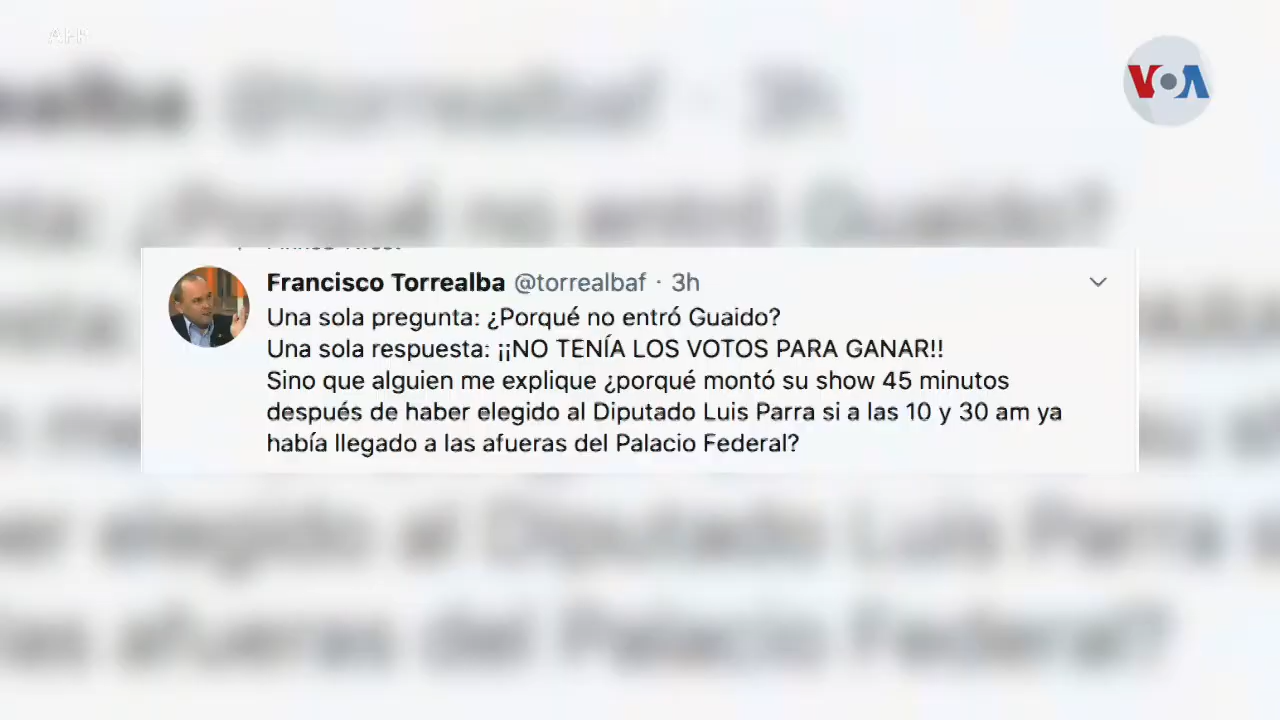 AFP
VOA
Francisco Torrealba @torrealbaf · 3h
Una sola pregunta: ¿Porqué no entró Guaido?
Una sola respuesta: ¡¡NO TENÍA LOS VOTOS PARA GANAR!!
Sino que alguien me explique ¿porqué montó su show 45 minutos
después de haber elegido al Diputado Luis Parra si a las 10 y 30 am ya
había llegado a las afueras del Palacio Federal?